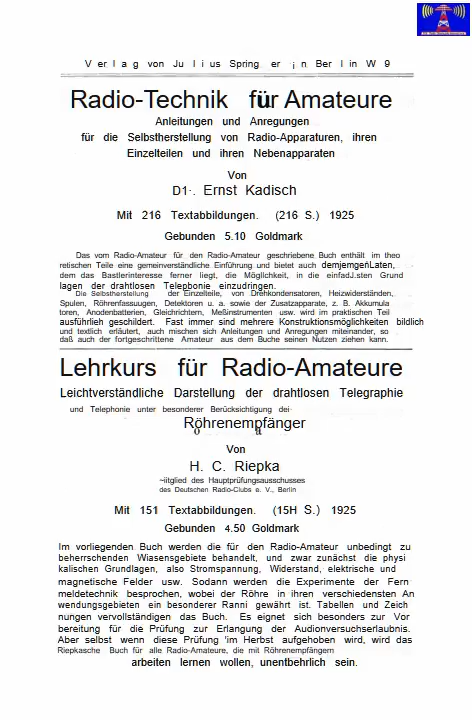 Verlag von Julius Springer in Berlin W 9
Radio-Technik für Amateure
Anleitungen und Anregungen
für die Selbstherstellung von Radio-Apparaturen, ihren
Einzelteilen und ihren Nebenapparaten
Von
D1·. Ernst Kadisch
Mit 216 Textabbildungen. (216 S.) 1925
Gebunden 5.10 Goldmark
Das vom Radio-Amateur für den Radio-Amateur geschriebene Buch enthält im theo
retischen Teile eine gemeinverständliche Einführung und bietet auch demjemgeňLaten,
dem das Bastlerinteresse ferner liegt, die Möglichkeit, in die einfadJ.sten Grund
lagen der drahtlosen Telepbonie einzudringen.
Die Selbstherstellung der Einzelteile, von Drehkondensatoren, Heizwiderständen,
Spulen, Röhrenfassuugen, Detektoren u. a. sowie der Zusatzapparate, z. B. Akkumula
toren, Anodenbatterien, Gleichrichtern, Meßinstrumenten usw. wird im praktischen Teil
ausführlieh geschildert. Fast immer sind mehrere Konstruktionsmöglichkeiten bildlich
und textlich erläutert, auch mischen sich Anleitungen und Anregungen miteinander, so
daß auch der fortgeschrittene Amateur aus dem Buche seinen Nutzen ziehen kann.
Lehrkurs für Radio-Amateure
Leichtverständliche Darstellung der drahtlosen Telegraphie
und Telephonie unter besonderer Berücksichtigung dei·
Röhrenempfänger
Von
H. C. Riepka
~iitglied des Hauptprüfungsausschusses
des Deutschen Radio-Clubs e. V., Berlin
Mit 151 Textabbildungen. (15H S.) 1925
Gebunden 4.50 Goldmark
Im vorliegenden Buch werden die für den Radio-Amateur unbedingt zu
beherrschenden Wiasensgebiete behandelt, und zwar zunächst die physi
kalischen Grundlagen, also Stromspannung, Widerstand, elektrische und
magnetische Felder usw. Sodann werden die Experimente der Fern
meldetechnik besprochen, wobei der Röhre in ihren verschiedensten An
wendungsgebieten ein besonderer Ranni gewährt ist. Tabellen und Zeich
nungen vervollständigen das Buch. Es eignet sich besonders zur Vor
bereitung für die Prüfung zur Erlangung der Audionversuchserlaubnis.
Aber selbst wenn diese Prüfung 'im Herbst aufgehoben wird, wird das
Riepkasche Buch für alle Radio-Amateure, die mit Röhrenempfängern
arbeiten lernen wollen, unentbehrlich sein.